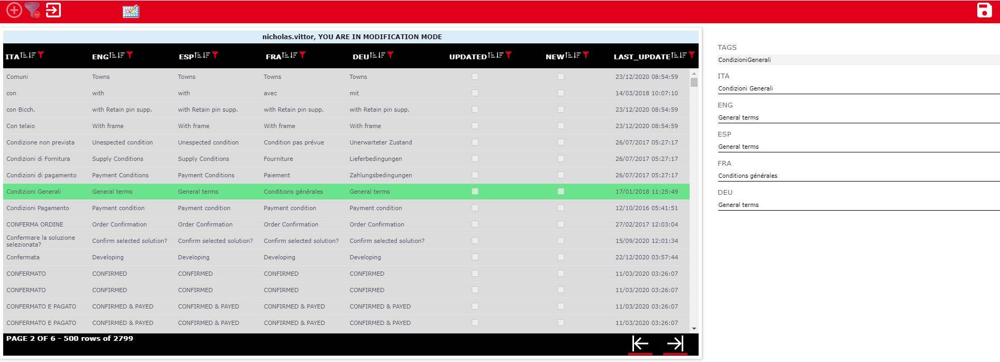 nicholas.vittor, YOU ARE IN MODIFICATION MODE
ITA ENG ESP FRA DEU UPDATED NEW LAST_UPDATE
Comuni Towns Towns Towns Towns 23/12/2020 08:54:59
con with with avec mit 14/03/2018 10:07:10
con Bicch. with Retain pin supp. with Retain pin supp. with Retain pin supp. with Retain pin supp. 23/12/2020 08:54:59
Con telaio With frame With frame With frame With frame 23/12/2020 08:54:59
Condizione non prevista Unespected condition Unespected condition Condition pas prévue Unerwarteter Zustand 26/07/2017 05:27:17
Condizioni di Fornitura Supply Conditions Supply Conditions Fourniture Lieferbedingungen 26/07/2017 05:27:17
Condizioni di pagamento Payment Conditions Payment Conditions Paiement Zahlungsbedingungen 26/07/2017 05:27:17
Condizioni Generali General terms General terms Conditions générales General terms 17/01/2018 11:25:49
Condizioni Pagamento Payment condition Payment condition Payment condition Payment condition 12/10/2016 05:41:51
CONFERMA ORDINE Order Confirmation Order Confirmation Order Confirmation Order Confirmation 27/02/2017 12:03:04
Confermare la soluzione
selezionata? Confirm selected solution? Confirm selected solution? Confirm selected solution? Confirm selected solution? 15/09/2020 12:01:34
Confermata Developing Developing Developing Developing 22/12/2020 03:57:44
CONFERMATO CONFIRMED CONFIRMED CONFIRMED CONFIRMED 11/03/2020 03:26:07
CONFERMATO CONFIRMED CONFIRMED CONFIRMED CONFIRMED 11/03/2020 03:26:07
CONFERMATO E PAGATO CONFIRMED & PAYED CONFIRMED & PAYED CONFIRMED & PAYED CONFIRMED & PAYED 11/03/2020 03:26:07
CONFERMATO E PAGATO CONFIRMED & PAYED CONFIRMED & PAYED CONFIRMED & PAYED CONFIRMED & PAYED 11/03/2020 03:26:07
PAGE 2 OF 6 - 500 rows of 2799
TAGS
CondizioniGenerali
ITA
Condizioni Generali
ENG
General terms
ESP
General terms
FRA
Conditions générales
DEU
General terms